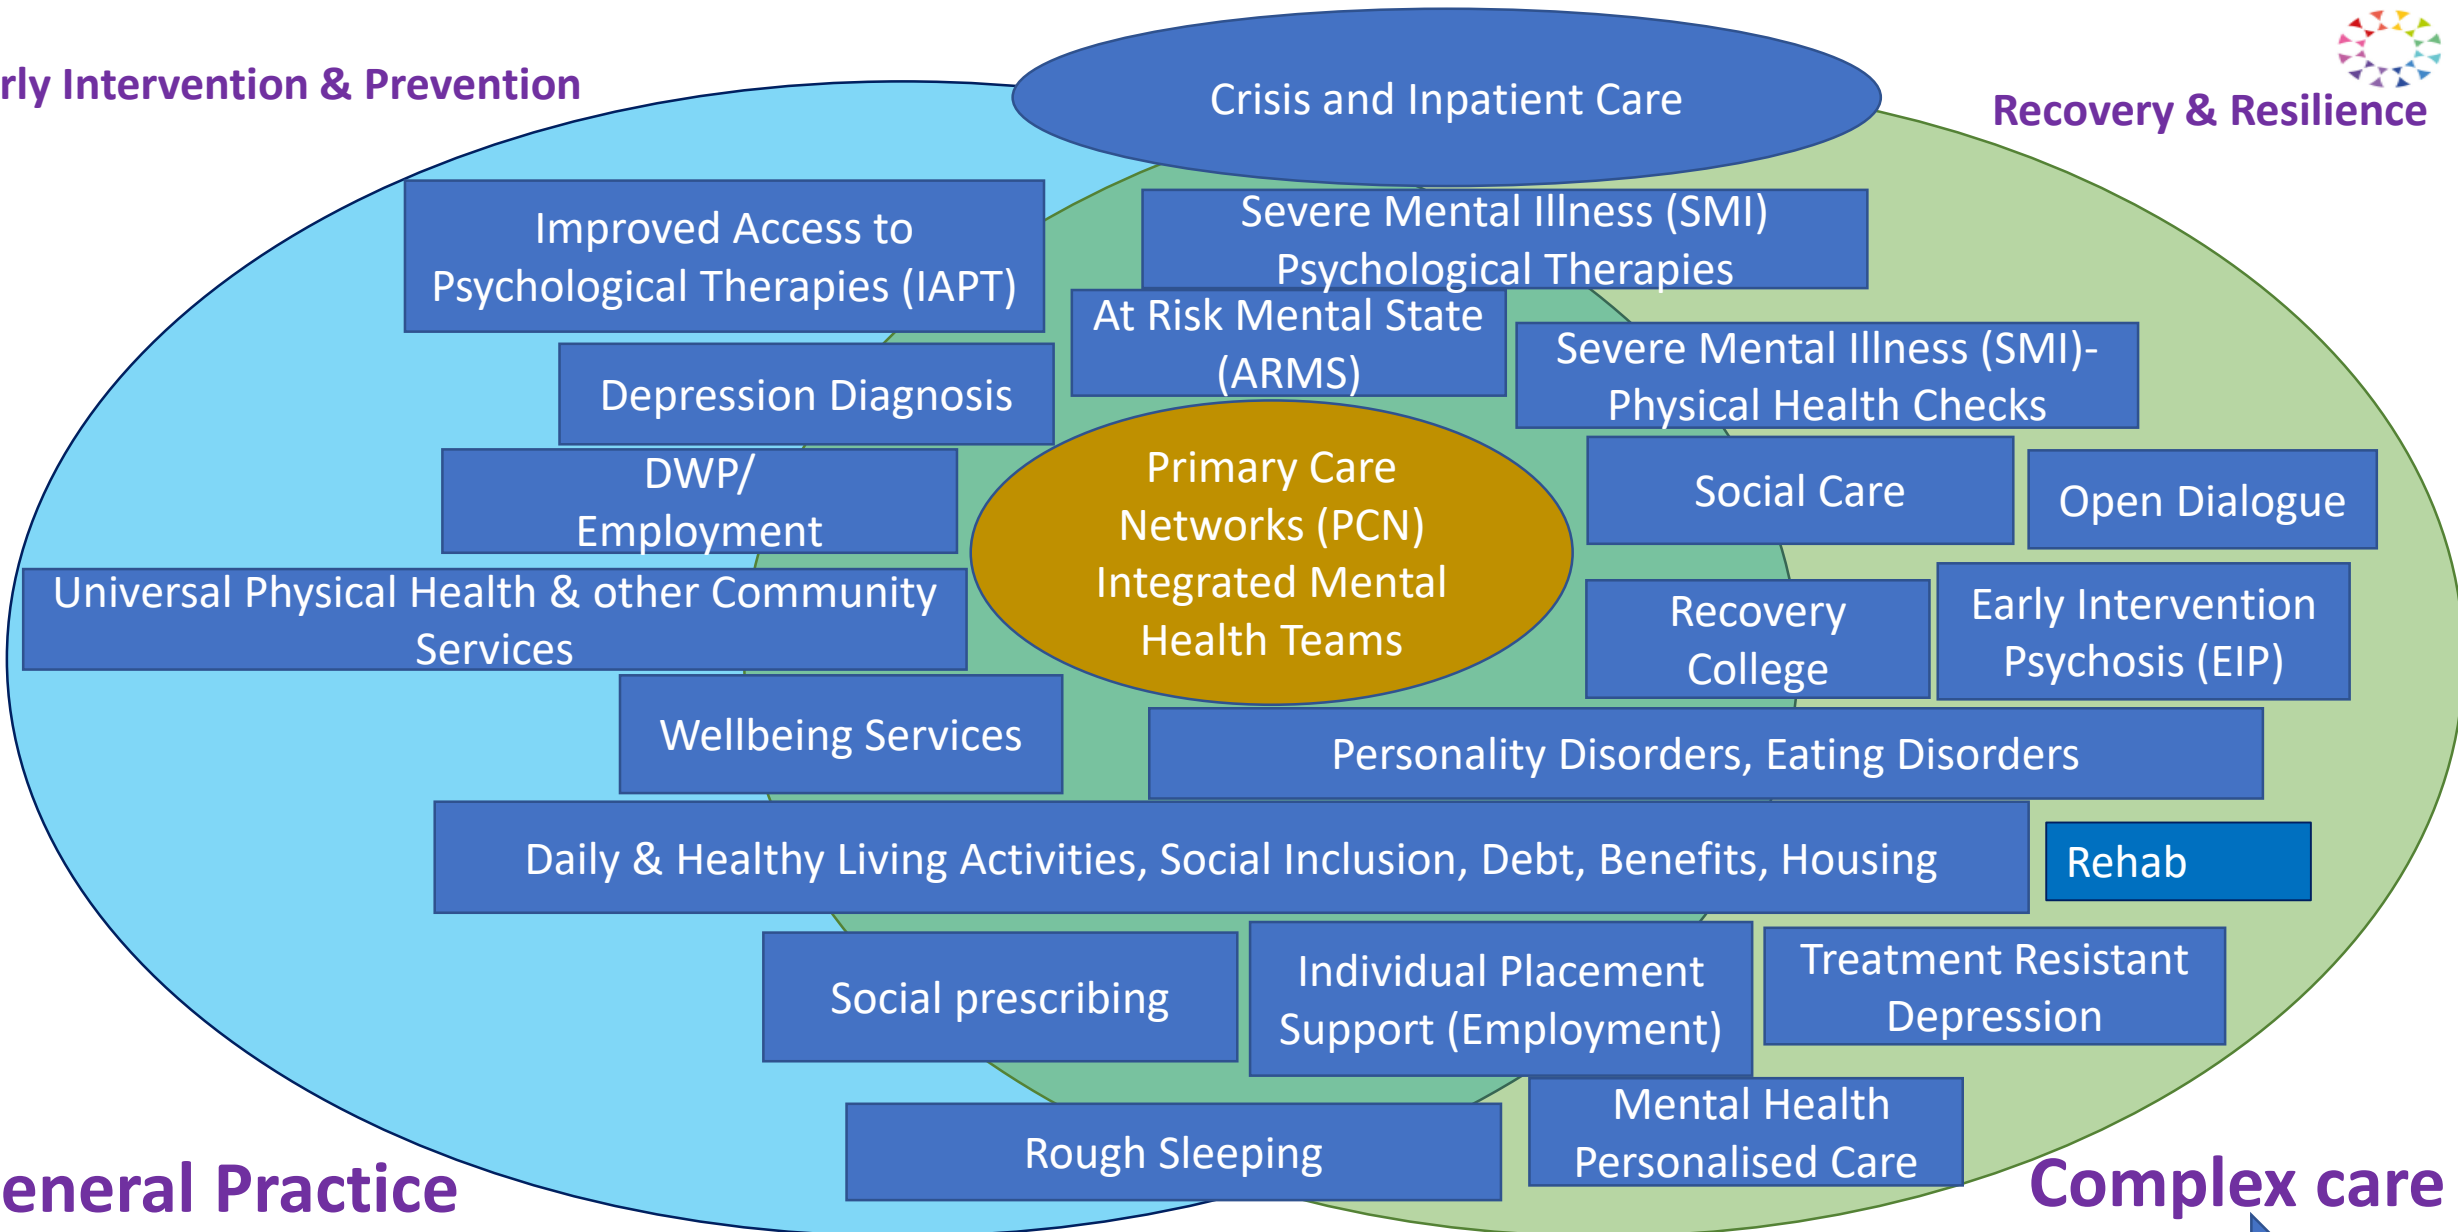 rly Intervention & Prevention
Crisis and Inpatient Care
Recovery & Resilience
Improved Access to
Psychological Therapies (IAPT)
Severe Mental Illness (SMI)
Psychological Therapies
At Risk Mental State
(ARMS)
Severe Mental Illness (SMI)-
Physical Health Checks
Depression Diagnosis
DWP/
Employment
Primary Care
Networks (PCN)
Integrated Mental
Health Teams
Social Care
Open Dialogue
Universal Physical Health & other Community
Services
Recovery
College
Early Intervention
Psychosis (EIP)
Wellbeing Services
Personality Disorders, Eating Disorders
Daily & Healthy Living Activities, Social Inclusion, Debt, Benefits, Housing
Rehab
Social prescribing
Individual Placement
Support (Employment)
Treatment Resistant
Depression
Rough Sleeping
Mental Health
Personalised Care
eneral Practice
Complex care